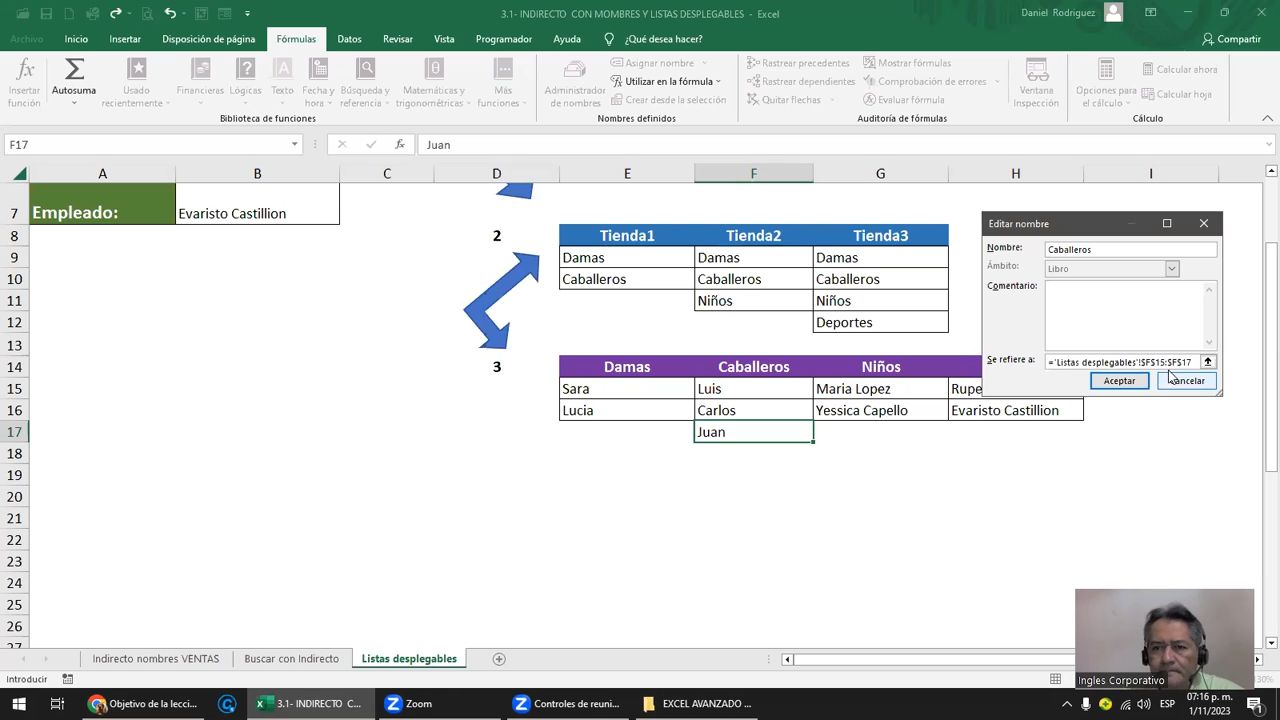 3.1- INDIRECTO CON MOMBRES Y LISTAS DESPLEGABLES - Excel
Daniel Rodriguez
Archivo Inicio Insertar Disposición de página Fórmulas Datos Revisar Vista Programador Ayuda ¿Qué desea hacer? Compartir
Insertar función
Autosuma
Usado recientemente
Financieras
Lógicas
Texto
Fecha y hora
Búsqueda y referencia
Matemáticas y trigonométricas
Más funciones
Biblioteca de funciones
Administrador de nombres
Asignar nombre
Utilizar en la fórmula
Crear desde la selección
Nombres definidos
Rastrear precedentes
Rastrear dependientes
Quitar flechas
Mostrar fórmulas
Comprobación de errores
Evaluar fórmula
Auditoría de fórmulas
Ventana Inspección
Opciones para el cálculo
Calcular ahora
Calcular hoja
Cálculo
F17 fx Juan
A B C D E F G H I
7 Empleado: Evaristo Castillion
8 2 Tienda1 Tienda2 Tienda3
9 Damas Damas Damas
10 Caballeros Caballeros Caballeros
11 Niños Niños
12 Deportes
13
14 3 Damas Caballeros Niños
15 Sara Luis Maria Lopez Rupe
16 Lucia Carlos Yessica Capello Evaristo Castillion
17 Juan
18
19
20
21
22
23
24
25
26
Editar nombre
Nombre: Caballeros
Ámbito: Libro
Comentario:
Se refiere a: ='Listas desplegables'!$F$15:$F$17
Aceptar Cancelar
Ingles Corporativo
Indirecto nombres VENTAS Buscar con Indirecto Listas desplegables
Introducir
Objetivo de la lecci...
3.1- INDIRECTO C...
Zoom
Controles de reuni...
EXCEL AVANZADO ...
ESP
07:16 p. m.
1/11/2023